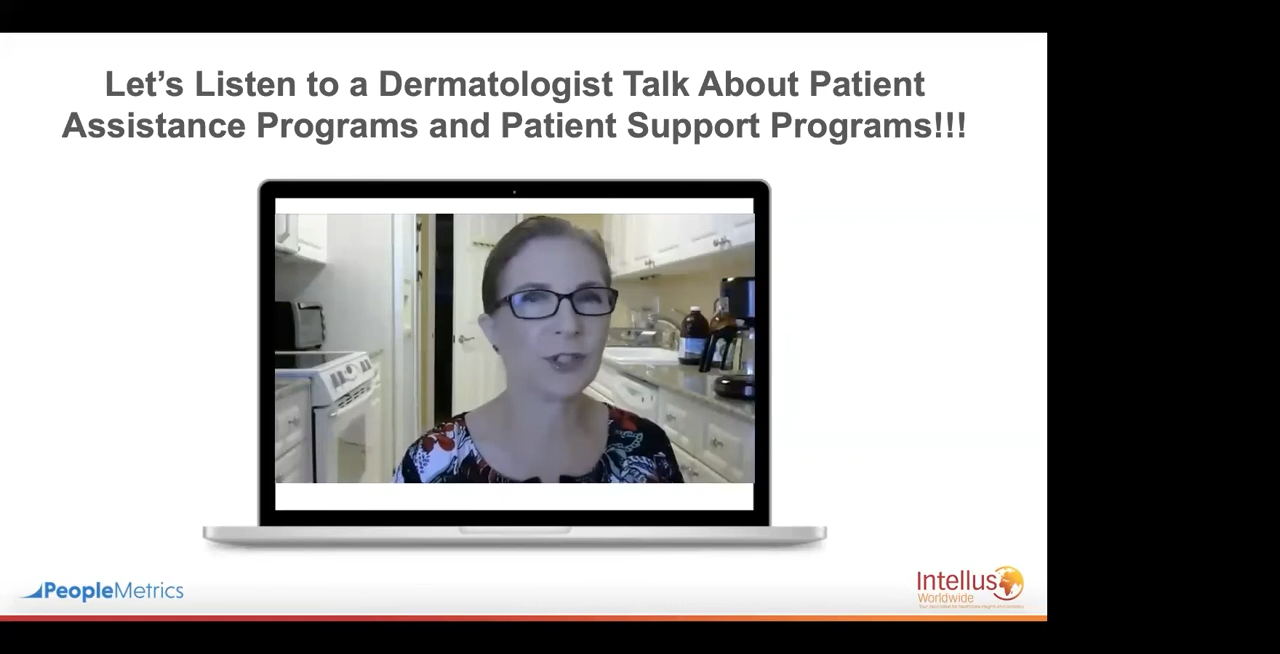 Let’s Listen to a Dermatologist Talk About Patient
Assistance Programs and Patient Support Programs!!!
PeopleMetrics
Intellus
Worldwide